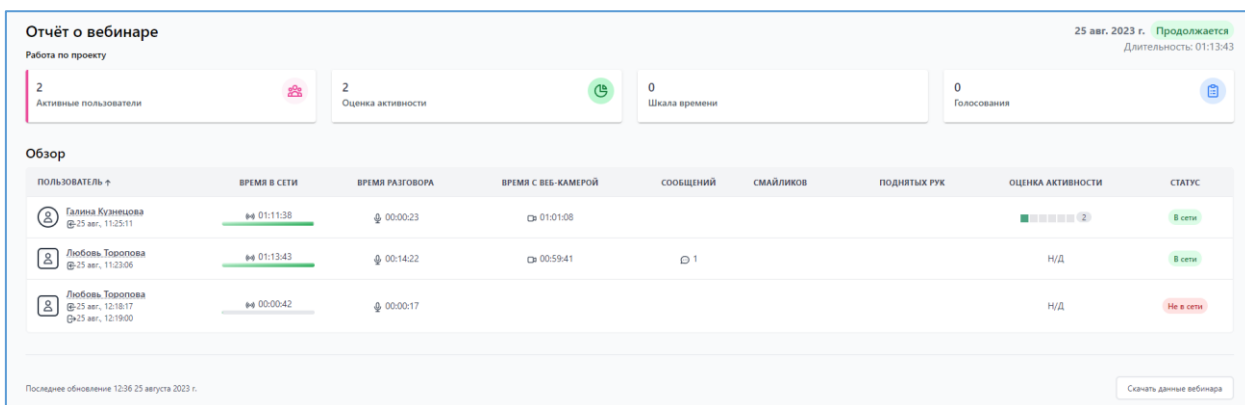 Отчёт о вебинаре
25 авг. 2023 г. Продолжается
Работа по проекту
Длительность: 01:13:43
2
Активные пользователи
2
Оценка активности
0
Шкала времени
0
Голосования
Обзор
ПОЛЬЗОВАТЕЛЬ ↑ ВРЕМЯ В СЕТИ ВРЕМЯ РАЗГОВОРА ВРЕМЯ С ВЕБ-КАМЕРОЙ СООБЩЕНИЙ СМАЙЛИКОВ ПОДНЯТЫХ РУК ОЦЕНКА АКТИВНОСТИ СТАТУС
Галина Кузнецова
25 авг., 11:25:11
01:11:38 00:00:23 01:01:08 2 В сети
Любовь Торопова
25 авг., 11:23:06
01:13:43 00:14:22 00:59:41 1 Н/Д В сети
Любовь Торопова
25 авг., 12:18:17
25 авг., 12:19:00
00:00:42 00:00:17 Н/Д Не в сети
Последнее обновление 12:36 25 августа 2023 г.
Скачать данные вебинара